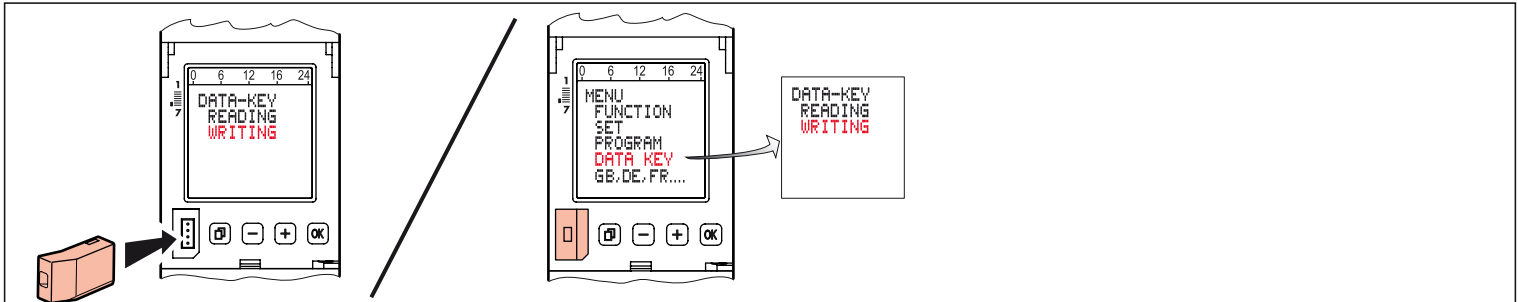 0 6 12 16 24
1
7
DATA-KEY
READING
WRITING
OK
0 6 12 16 24
1
7
MENU
FUNCTION
SET
PROGRAM
DATA KEY
GB,DE,FR....
OK
DATA-KEY
READING
WRITING